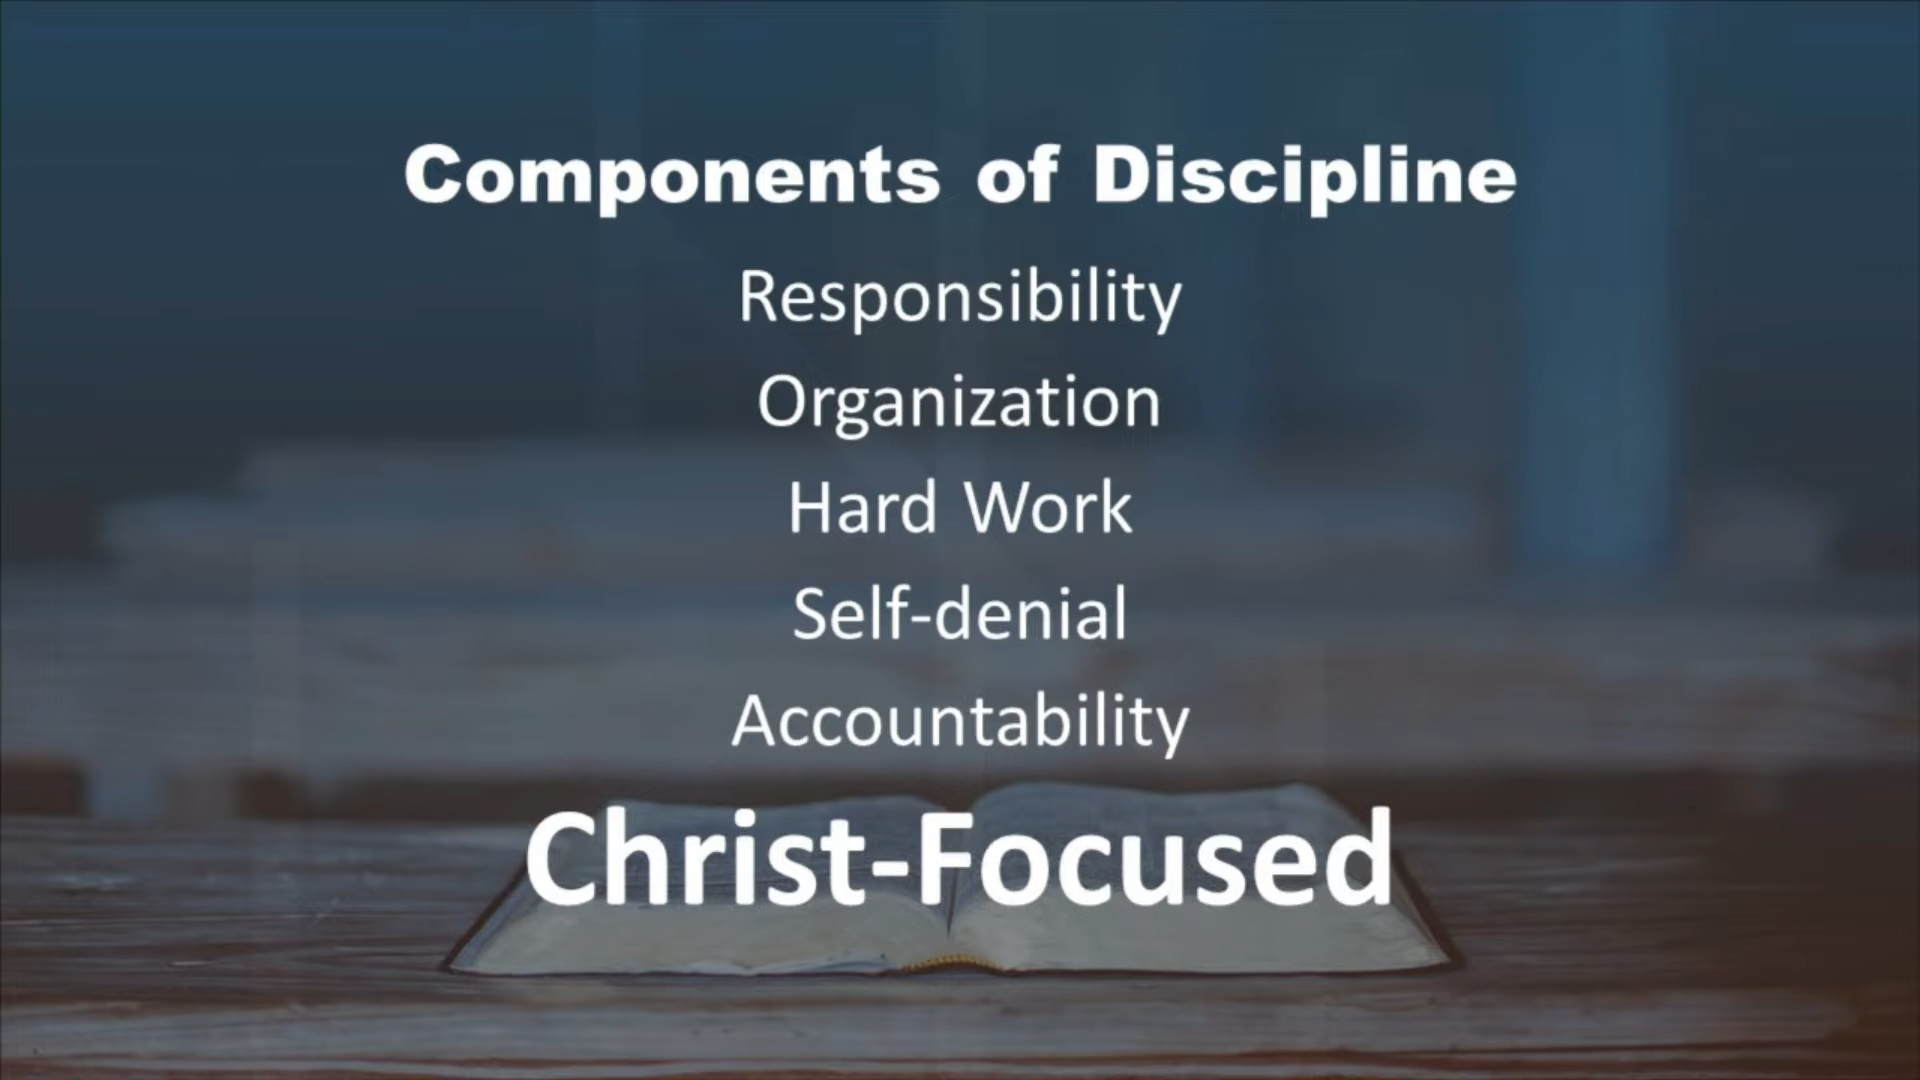 Components of Discipline
Responsibility
Organization
Hard Work
Self-denial
Accountability
Christ-Focused